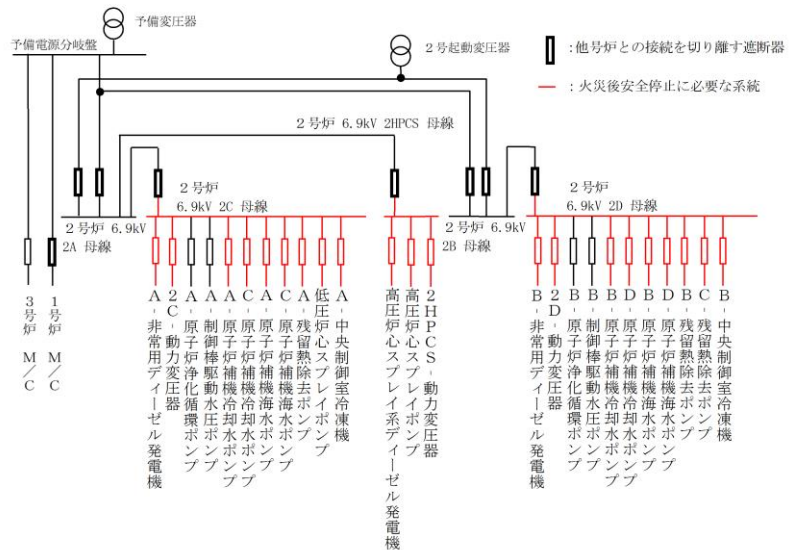 予備変圧器
予備電源分岐盤
2号起動変圧器
:他号炉との接続を切り離す遮断器
:火災後安全停止に必要な系統
2号炉 6.9kV 2HPCS 母線
2号炉
6.9kV 2C 母線
2号炉 6.9kV
2A 母線
2号炉
6.9kV 2D 母線
2号炉 6.9kV
2B 母線
3号炉 M/C
1号炉 M/C
A-非常用ディーゼル発電機
2C-動力変圧器
A-原子炉浄化循環ポンプ
A-制御棒駆動水圧ポンプ
A-原子炉補機冷却水ポンプ
C-原子炉補機冷却水ポンプ
A-原子炉補機海水ポンプ
C-原子炉補機海水ポンプ
A-残留熱除去ポンプ
低圧炉心スプレイポンプ
A-中央制御室冷凍機
高圧炉心スプレイ系ディーゼル発電機
高圧炉心スプレイポンプ
2HPCS-動力変圧器
B-非常用ディーゼル発電機
2D-動力変圧器
B-原子炉浄化循環ポンプ
B-制御棒駆動水圧ポンプ
B-原子炉補機冷却水ポンプ
D-原子炉補機冷却水ポンプ
B-原子炉補機海水ポンプ
D-原子炉補機海水ポンプ
B-残留熱除去ポンプ
C-残留熱除去ポンプ
B-中央制御室冷凍機